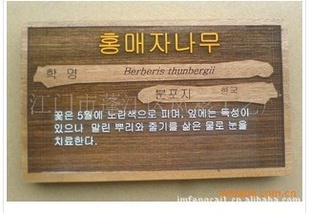 홍매자나무
학 명 Berberis thunbergii
분포지 한국
꽃은 5월에 노란색으로 피며, 잎에는 독성이
있으나 말린 뿌리와 줄기를 삶은 물로 눈을
치료한다.